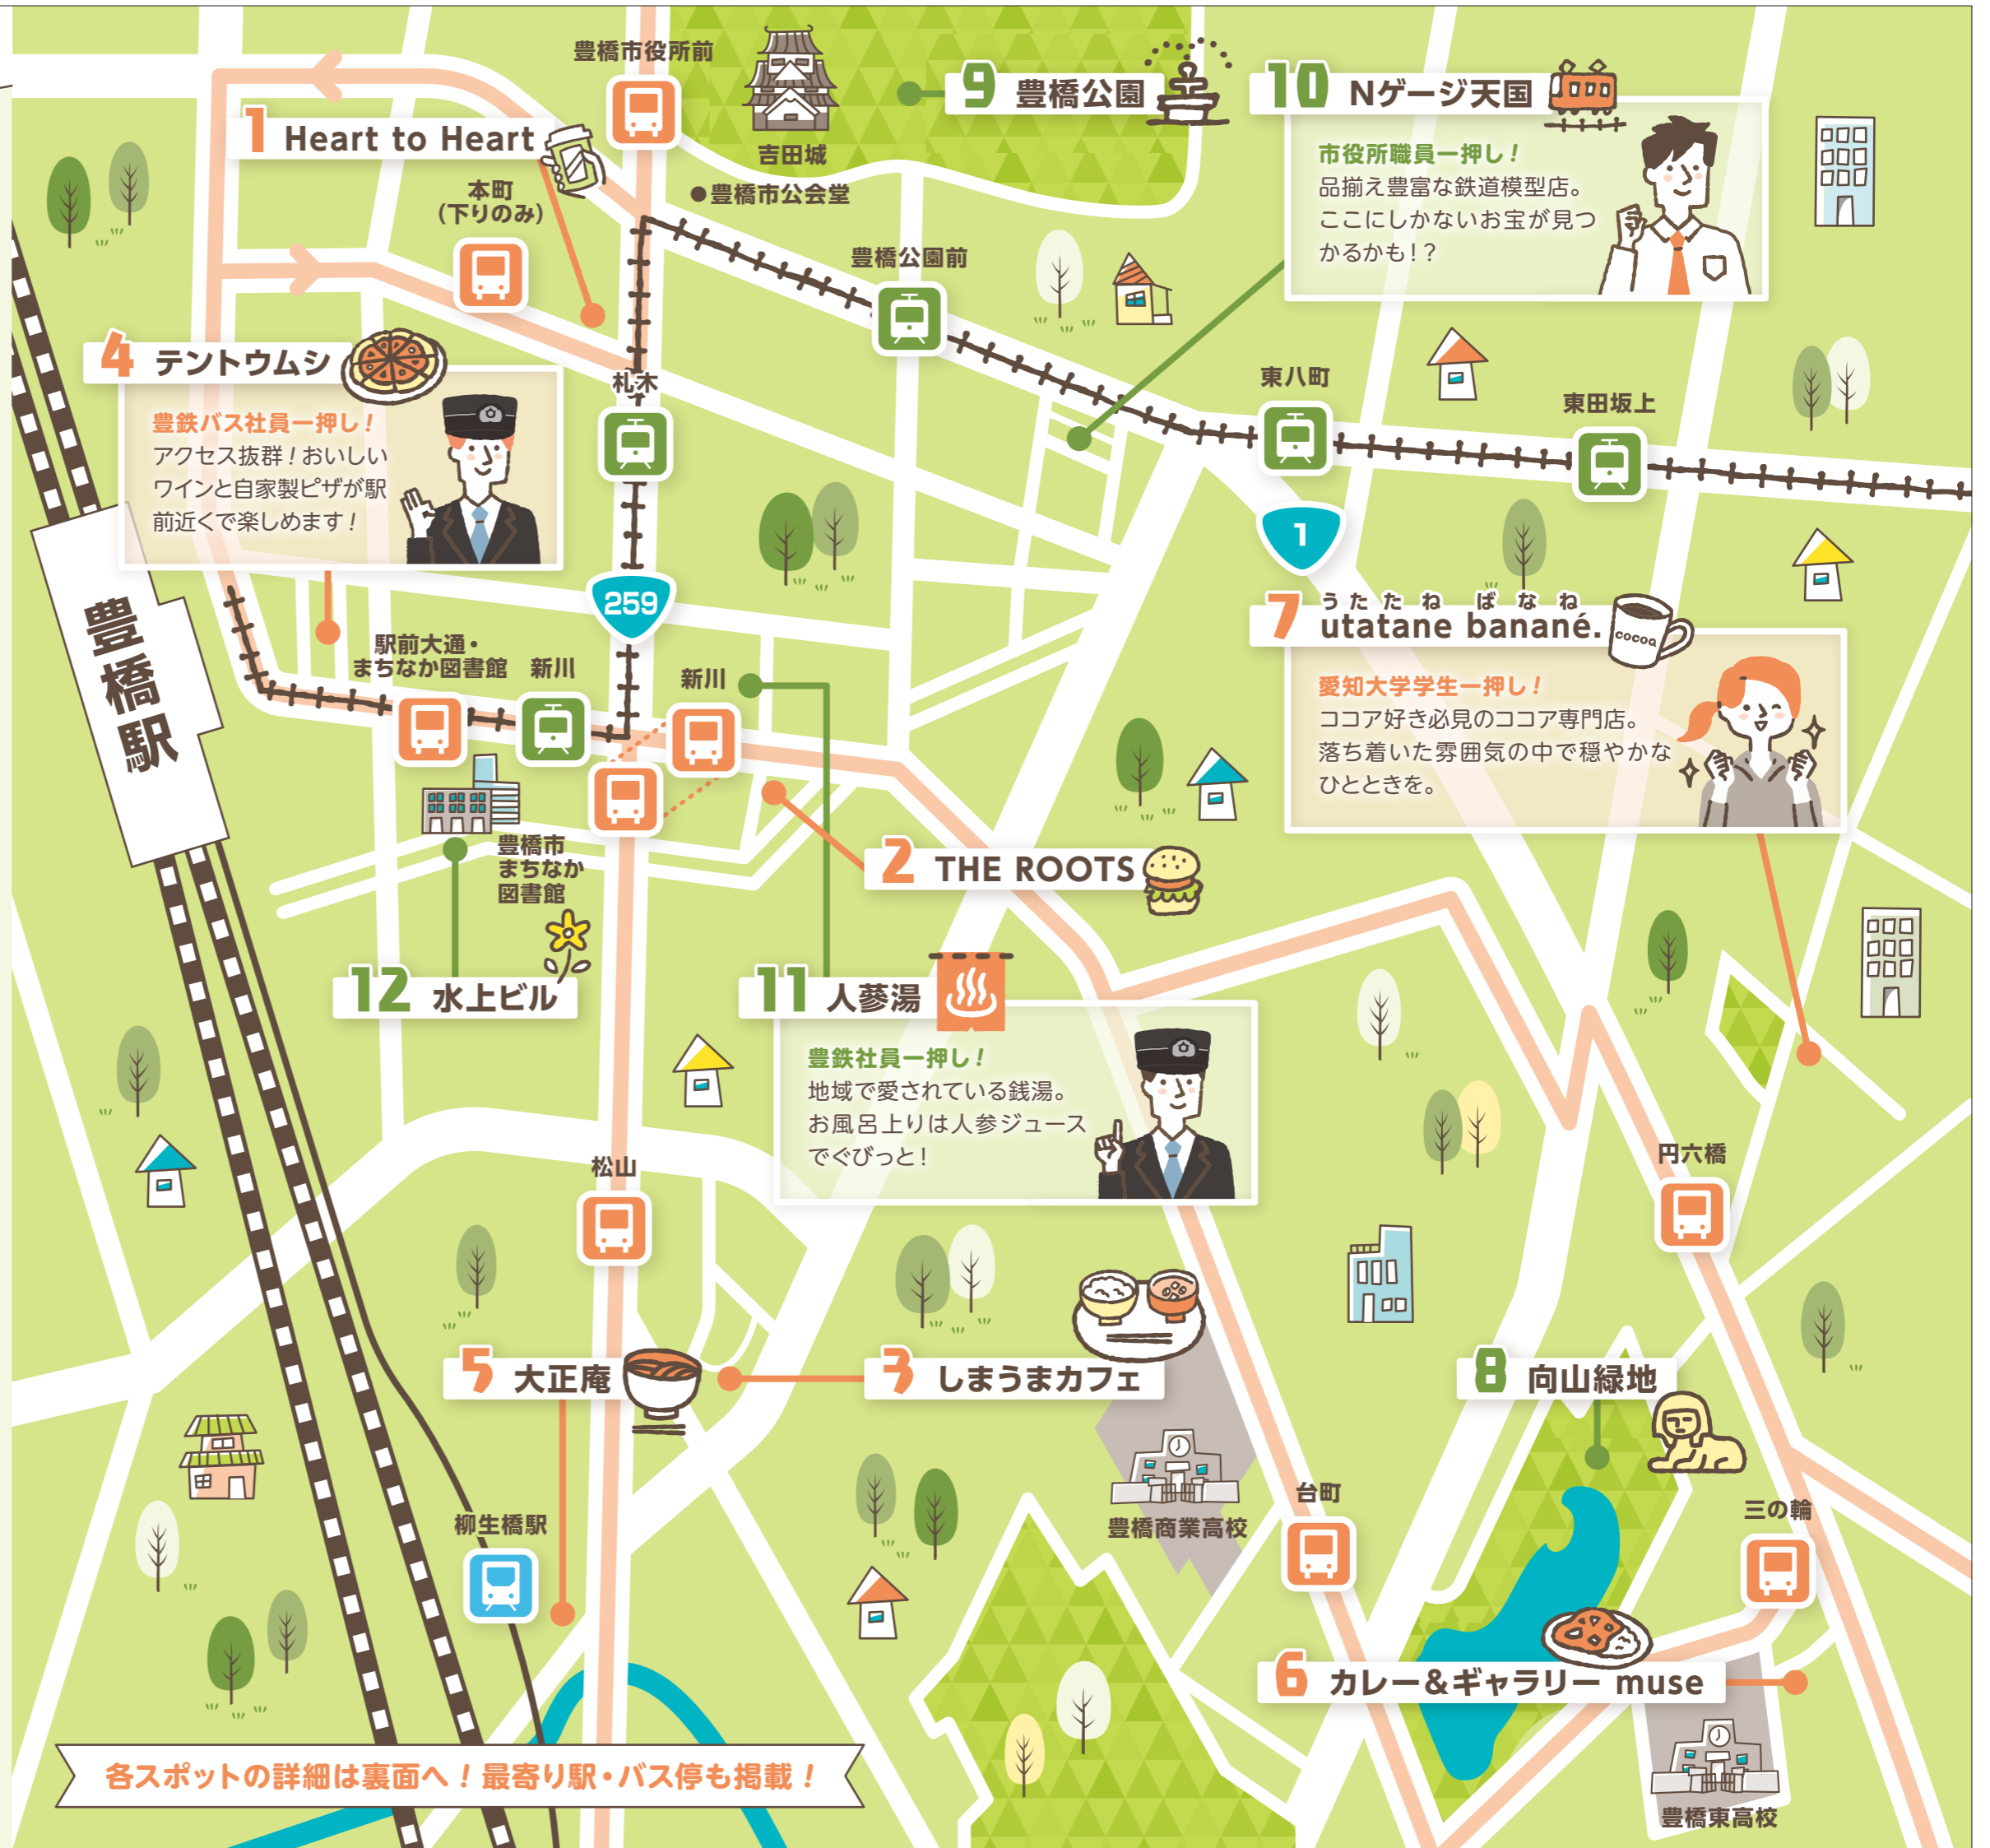 豊橋市役所前
吉田城
●豊橋市公会堂
9 豊橋公園
10 Nゲージ天国
市役所職員一押し!
品揃え豊富な鉄道模型店。
ここにしかないお宝が見つ
かるかも!?
1 Heart to Heart
本町
(下りのみ)
豊橋公園前
4 テントウムシ
豊鉄バス社員一押し!
アクセス抜群!おいしい
ワインと自家製ピザが駅
前近くで楽しめます!
札木
東八町
東田坂上
1
259
豊橋駅
駅前大通・
まちなか図書館
新川
新川
7 utatane banané.
うたたね ばなね
cocoa
愛知大学学生一押し!
ココア好き必見のココア専門店。
落ち着いた雰囲気の中で穏やかな
ひとときを。
豊橋市
まちなか
図書館
2 THE ROOTS
12 水上ビル
11 人蔘湯
豊鉄社員一押し!
地域で愛されている銭湯。
お風呂上りは人参ジュース
でぐびっと!
松山
円六橋
5 大正庵
3 しまうまカフェ
8 向山緑地
柳生橋駅
豊橋商業高校
台町
三の輪
6 カレー&ギャラリー muse
豊橋東高校
各スポットの詳細は裏面へ!最寄り駅・バス停も掲載!